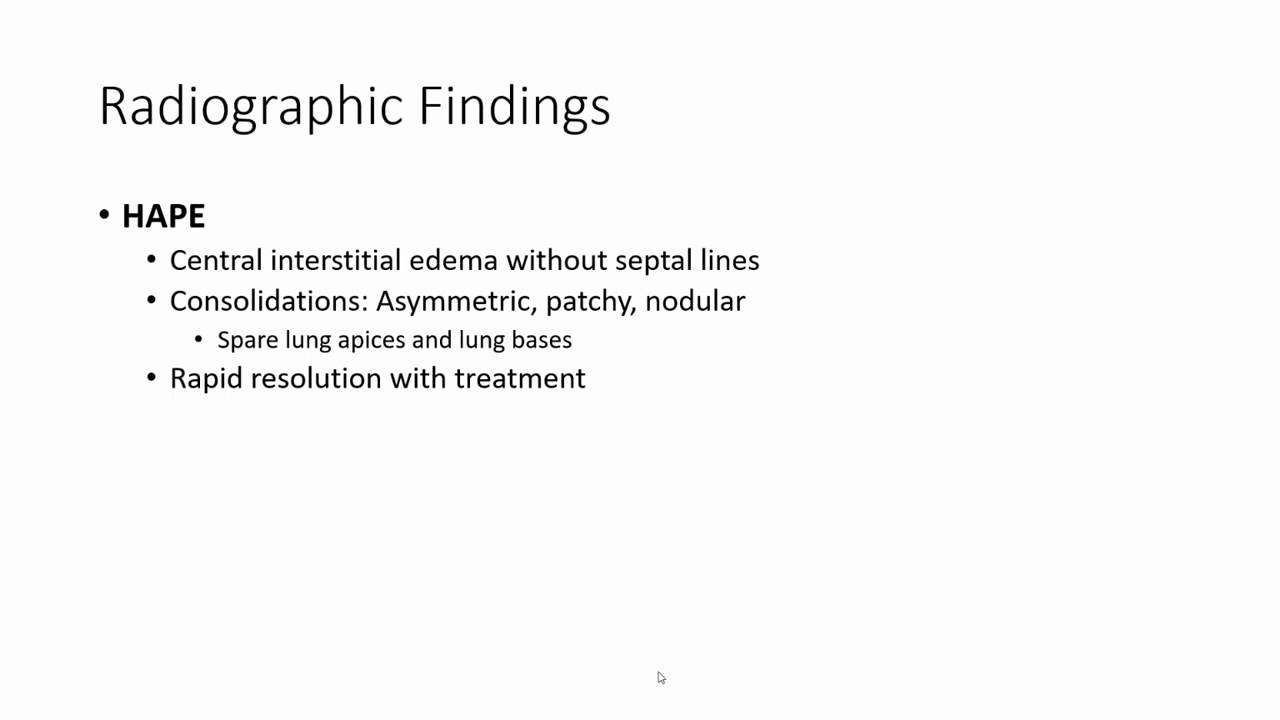 Radiographic Findings
• HAPE
• Central interstitial edema without septal lines
• Consolidations: Asymmetric, patchy, nodular
• Spare lung apices and lung bases
• Rapid resolution with treatment